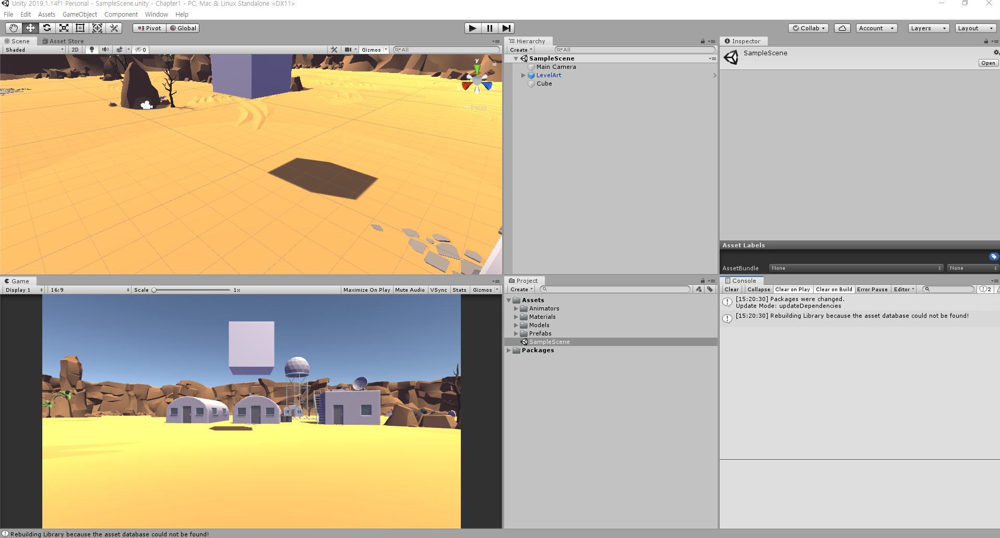 Unity 2019.1.14f1 Personal - SampleScene.unity - Chapter1 - PC, Mac & Linux Standalone <DX11>
File Edit Assets GameObject Component Window Help
Pivot Global Collab Account Layers Layout
Scene Asset Store
Shaded 2D 0 Gizmos All
y
x z
Persp
Hierarchy
Create All
SampleScene
Main Camera
LevelArt
Cube
Inspector
SampleScene
Open
Asset Labels
AssetBundle None None
Game
Display 1 16:9 Scale 1x Maximize On Play Mute Audio VSync Stats Gizmos
Project
Create
Assets
Animators
Materials
Models
Prefabs
SampleScene
Packages
Console
Clear Collapse Clear on Play Clear on Build Error Pause Editor 2
[15:20:30] Packages were changed.
Update Mode: updateDependencies
[15:20:30] Rebuilding Library because the asset database could not be found!
Rebuilding Library because the asset database could not be found!